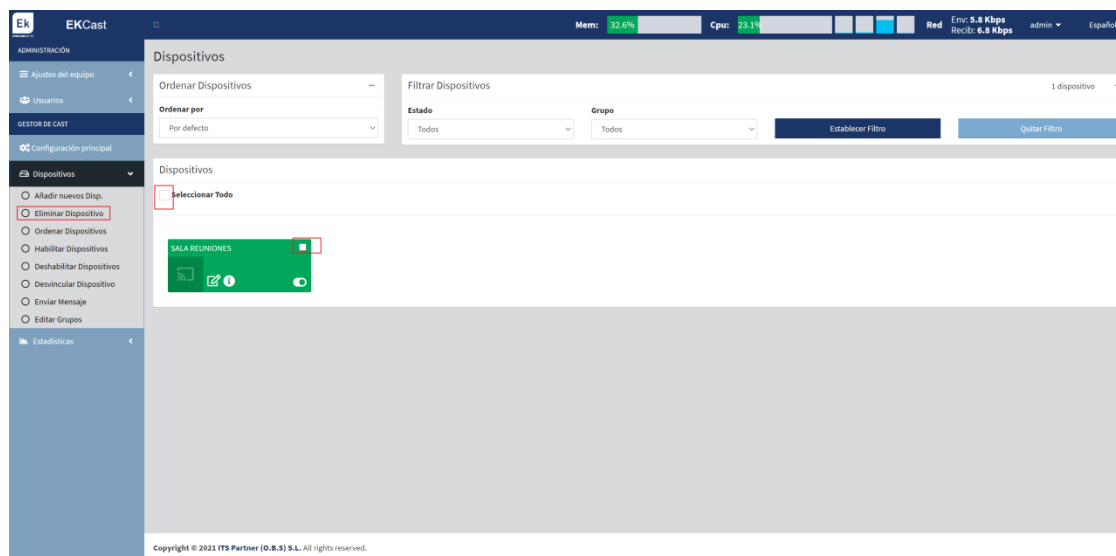 Ek
EKCast
Mem: 32.6%
Cpu: 23.1%
Red
Env: 5.8 Kbps
Recib: 6.8 Kbps
admin
Español
ADMINISTRACIÓN
Ajustes del equipo
Usuarios
GESTOR DE CAST
Configuración principal
Dispositivos
Añadir nuevos Disp.
Eliminar Dispositivo
Ordenar Dispositivos
Habilitar Dispositivos
Deshabilitar Dispositivos
Desvincular Dispositivo
Enviar Mensaje
Editar Grupos
Estadísticas
Dispositivos
Ordenar Dispositivos
Ordenar por
Por defecto
Filtrar Dispositivos
1 dispositivo
Estado
Grupo
Todos
Todos
Establecer Filtro
Quitar Filtro
Dispositivos
Seleccionar Todo
SALA REUNIONES
Copyright © 2021 ITS Partner (O.B.S) S.L. All rights reserved.